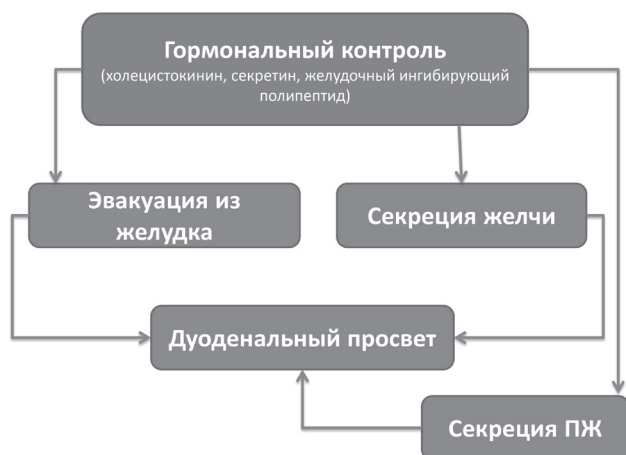 Гормональный контроль
(холецистокинин, секретин, желудочный ингибирующий
полипептид)
Эвакуация из
желудка
Секреция желчи
Дуоденальный просвет
Секреция ПЖ